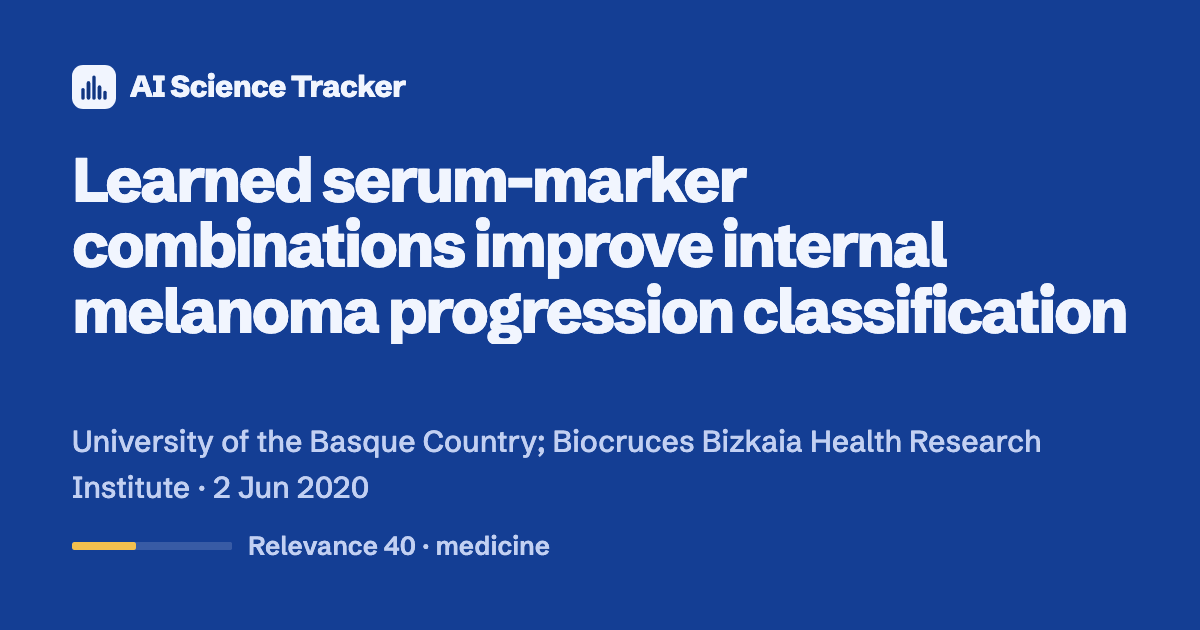 AI Science Tracker
Learned serum-marker
combinations improve internal
melanoma progression classification
University of the Basque Country; Biocruces Bizkaia Health Research
Institute · 2 Jun 2020
Relevance 40 · medicine